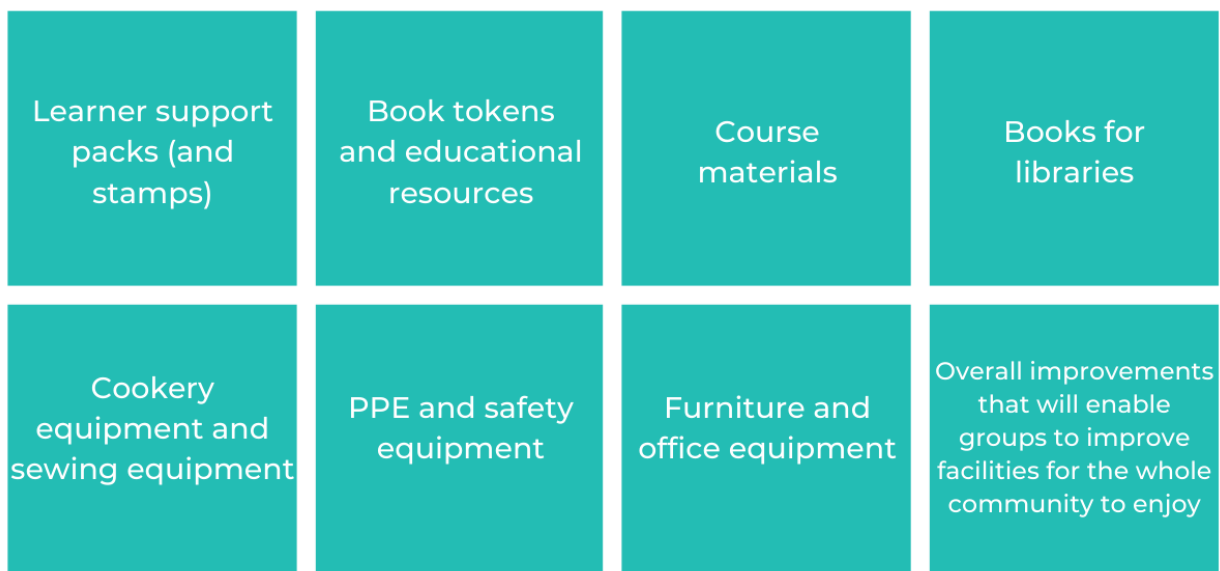 Learner support
packs (and
stamps)
Book tokens
and educational
resources
Course
materials
Books for
libraries
Cookery
equipment and
sewing equipment
PPE and safety
equipment
Furniture and
office equipment
Overall improvements
that will enable
groups to improve
facilities for the whole
community to enjoy